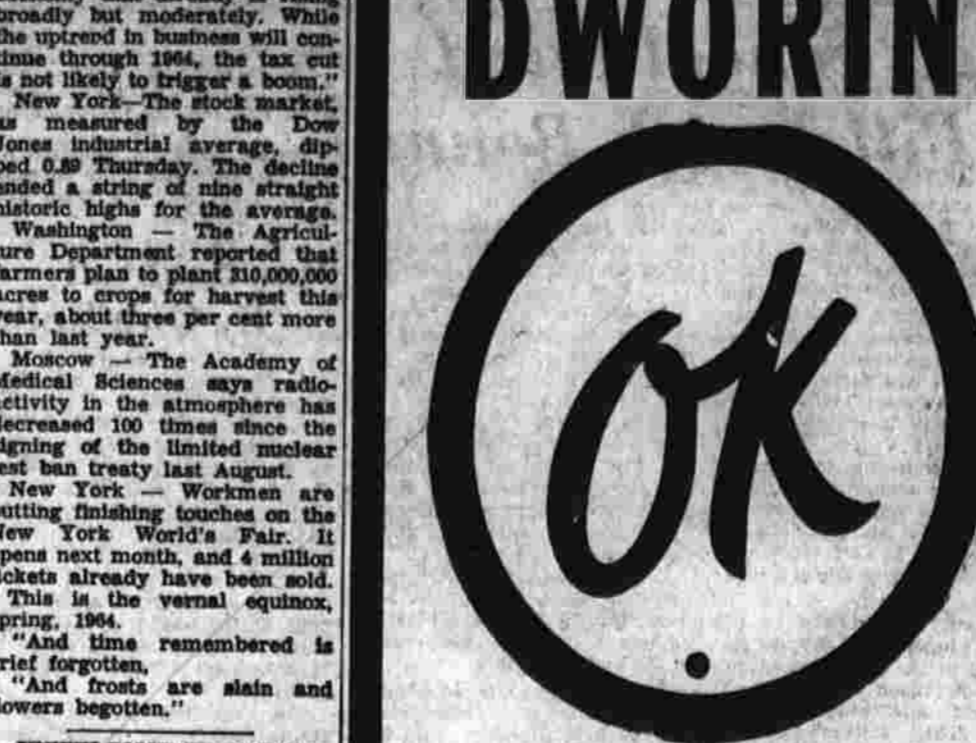 broadly but moderately. While
the uptrend in business will con-
tinue through 1964, the tax cut
is not likely to trigger a boom."
New York—The stock market,
as measured by the Dow
Jones industrial average, dip-
ped 0.89 Thursday. The decline
ended a string of nine straight
historic highs for the average.
Washington — The Agricul-
ture Department reported that
farmers plan to plant 310,000,000
acres to crops for harvest this
year, about three per cent more
than last year.
Moscow — The Academy of
Medical Sciences says radio-
activity in the atmosphere has
decreased 100 times since the
signing of the limited nuclear
test ban treaty last August.
New York — Workmen are
putting finishing touches on the
New York World's Fair. It
opens next month, and 4 million
tickets already have been sold.
This is the vernal equinox,
spring, 1964.
"And time remembered is
grief forgotten,
"And frosts are slain and
flowers begotten."
DWORIN
OK